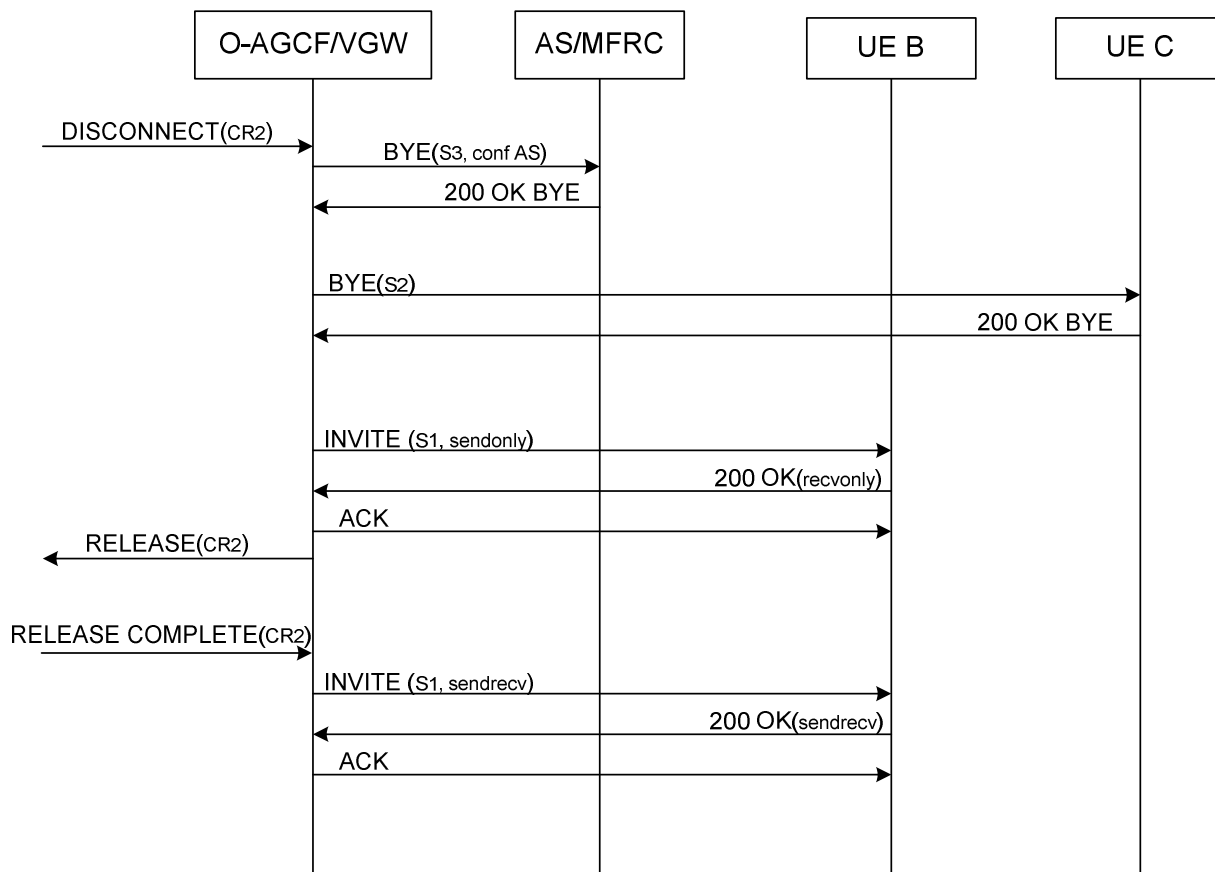 O-AGCF/VGW
AS/MFRC
UE B
UE C
DISCONNECT(CR2)
BYE(S3, conf AS)
200 OK BYE
BYE(S2)
200 OK BYE
INVITE (S1, sendonly)
200 OK(recvonly)
ACK
RELEASE(CR2)
RELEASE COMPLETE(CR2)
INVITE (S1, sendrecv)
200 OK(sendrecv)
ACK